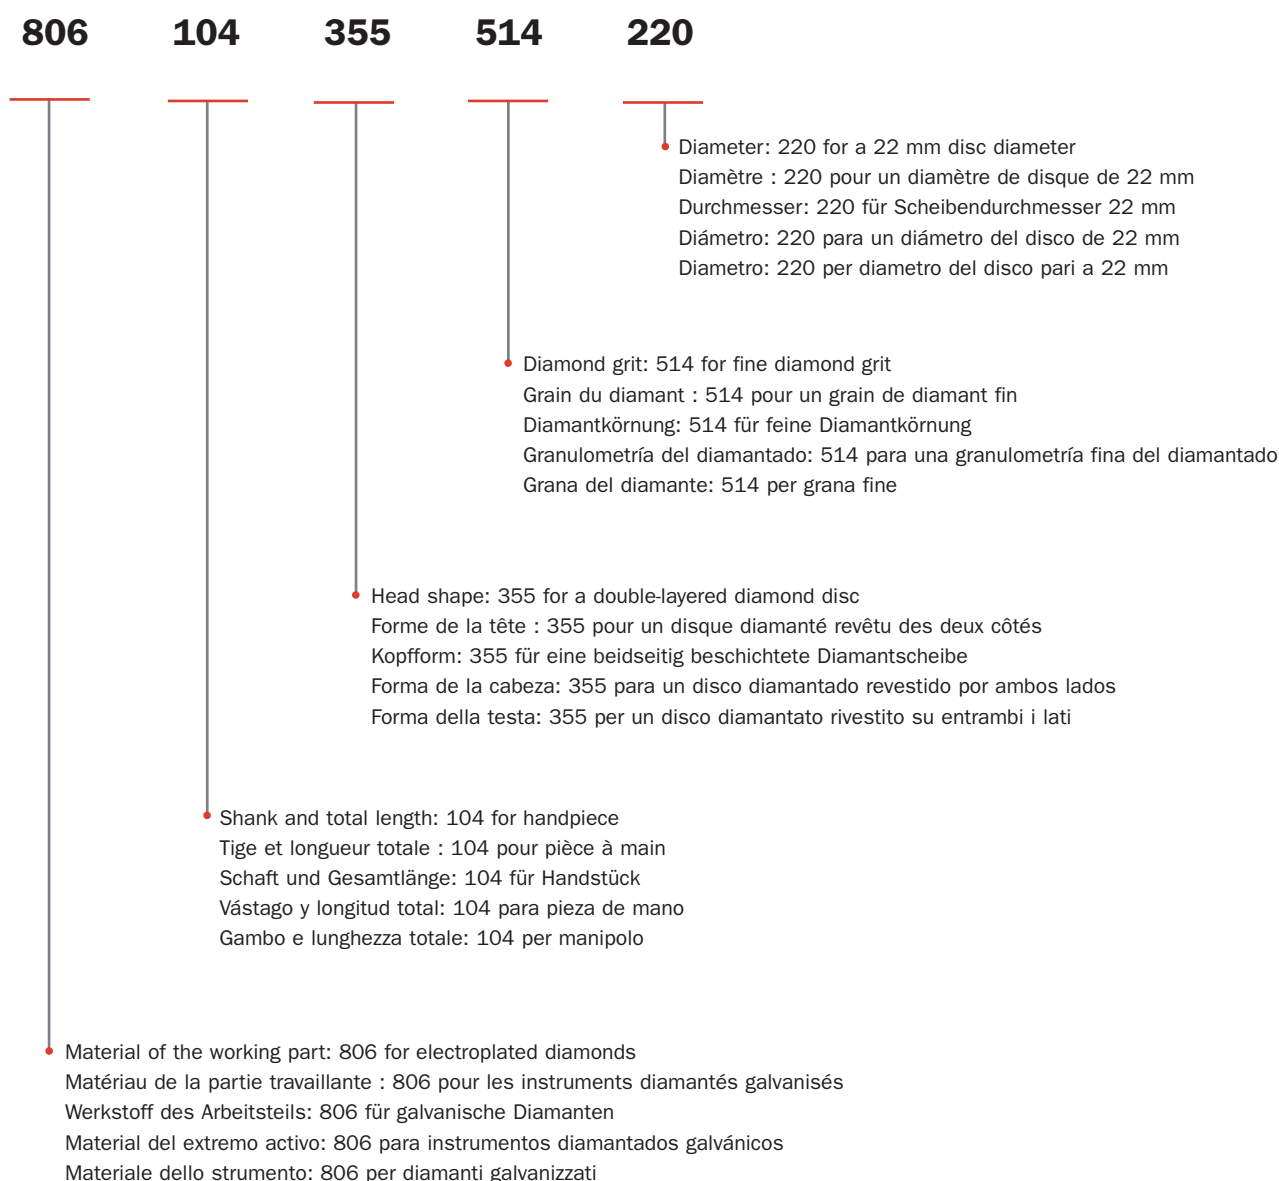 806 104 355 514 220
Diameter: 220 for a 22 mm disc diameter
Diamètre : 220 pour un diamètre de disque de 22 mm
Durchmesser: 220 für Scheibendurchmesser 22 mm
Diámetro: 220 para un diámetro del disco de 22 mm
Diametro: 220 per diametro del disco pari a 22 mm
Diamond grit: 514 for fine diamond grit
Grain du diamant : 514 pour un grain de diamant fin
Diamantkörnung: 514 für feine Diamantkörnung
Granulometría del diamantado: 514 para una granulometría fina del diamantado
Grana del diamante: 514 per grana fine
Head shape: 355 for a double-layered diamond disc
Forme de la tête : 355 pour un disque diamanté revêtu des deux côtés
Kopfform: 355 für eine beidseitig beschichtete Diamantscheibe
Forma de la cabeza: 355 para un disco diamantado revestido por ambos lados
Forma della testa: 355 per un disco diamantato rivestito su entrambi i lati
Shank and total length: 104 for handpiece
Tige et longueur totale : 104 pour pièce à main
Schaft und Gesamtlänge: 104 für Handstück
Vástago y longitud total: 104 para pieza de mano
Gambo e lunghezza totale: 104 per manipolo
Material of the working part: 806 for electroplated diamonds
Matériau de la partie travaillante : 806 pour les instruments diamantés galvanisés
Werkstoff des Arbeitsteils: 806 für galvanische Diamanten
Material del extremo activo: 806 para instrumentos diamantados galvánicos
Materiale dello strumento: 806 per diamanti galvanizzati